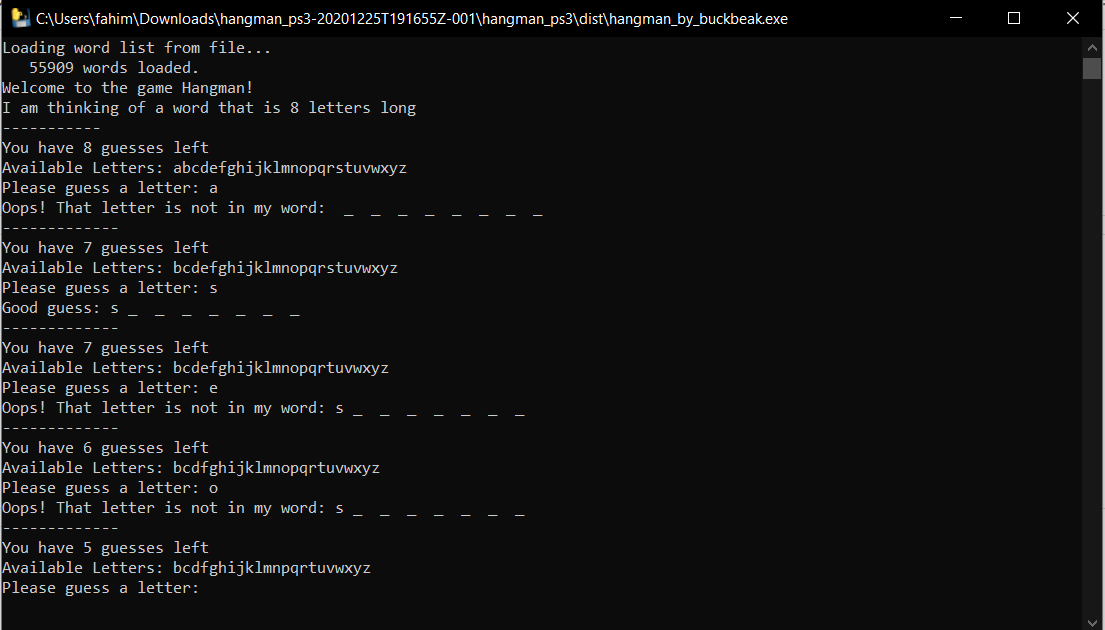 C:\Users\fahim\Downloads\hangman_ps3-20201225T191655Z-001\hangman_ps3\dist\hangman_by_buckbeak.exe
Loading word list from file...
   55909 words loaded.
Welcome to the game Hangman!
I am thinking of a word that is 8 letters long
-----------
You have 8 guesses left
Available Letters: abcdefghijklmnopqrstuvwxyz
Please guess a letter: a
Oops! That letter is not in my word:  _  _  _  _  _  _  _  _
-------------
You have 7 guesses left
Available Letters: bcdefghijklmnopqrstuvwxyz
Please guess a letter: s
Good guess: s _  _  _  _  _  _  _
-------------
You have 7 guesses left
Available Letters: bcdefghijklmnopqrtuvwxyz
Please guess a letter: e
Oops! That letter is not in my word: s _  _  _  _  _  _  _
-------------
You have 6 guesses left
Available Letters: bcdfghijklmnopqrtuvwxyz
Please guess a letter: o
Oops! That letter is not in my word: s _  _  _  _  _  _  _
-------------
You have 5 guesses left
Available Letters: bcdfghijklmnpqrtuvwxyz
Please guess a letter: